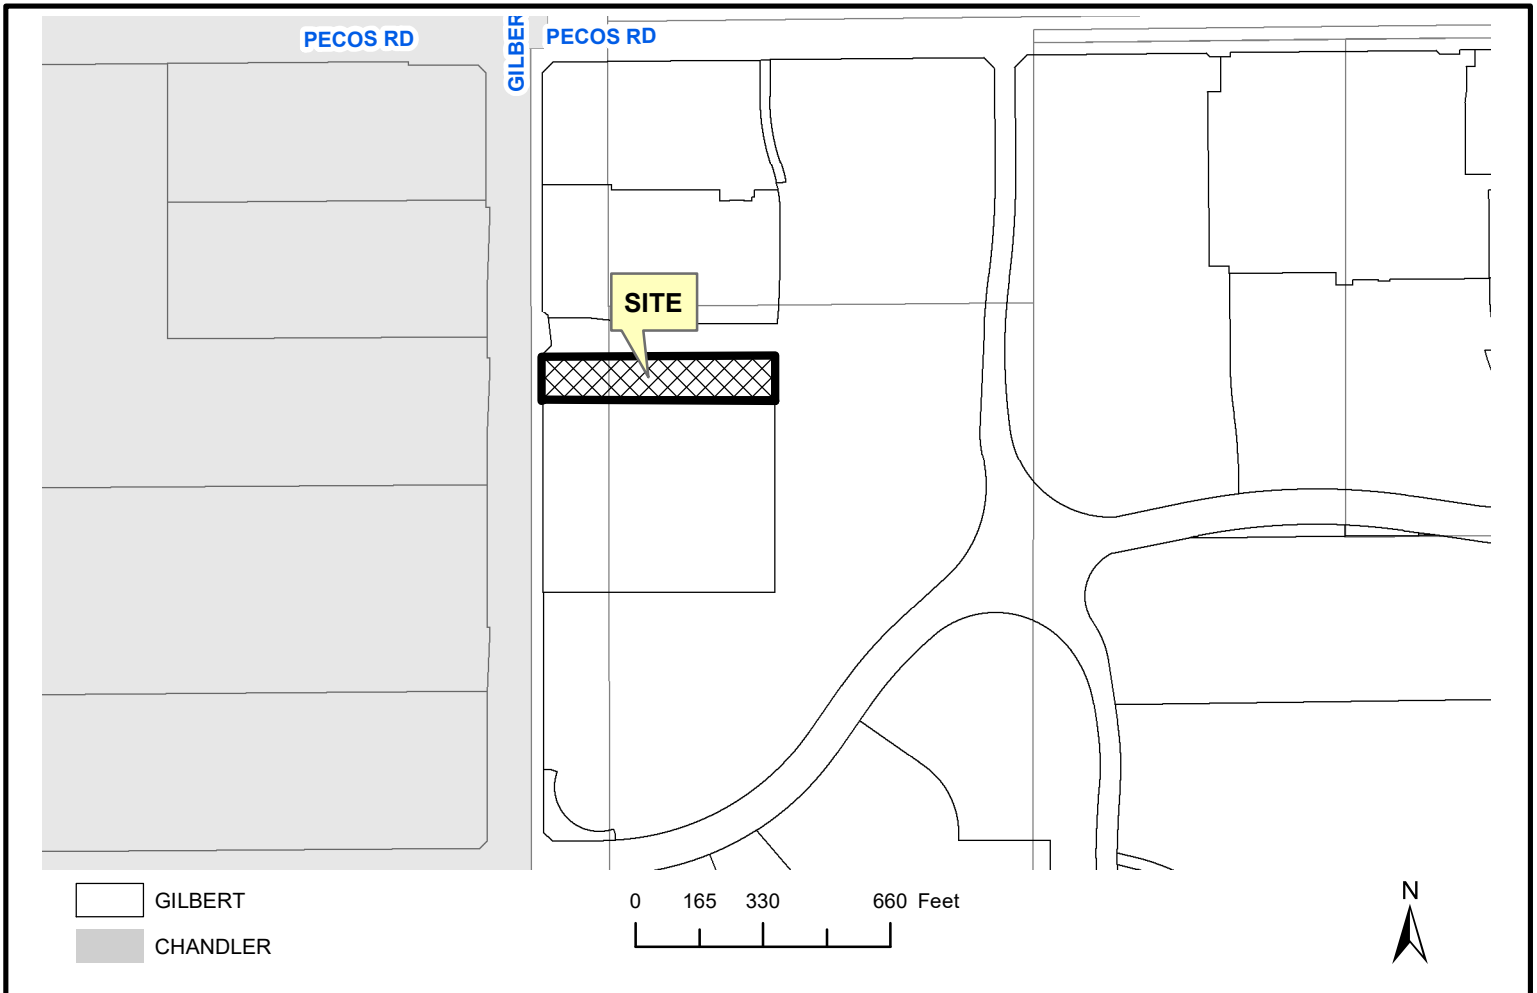 PECOS RD
GILBER
PECOS RD
SITE
GILBERT
CHANDLER
0 165 330 660 Feet
N